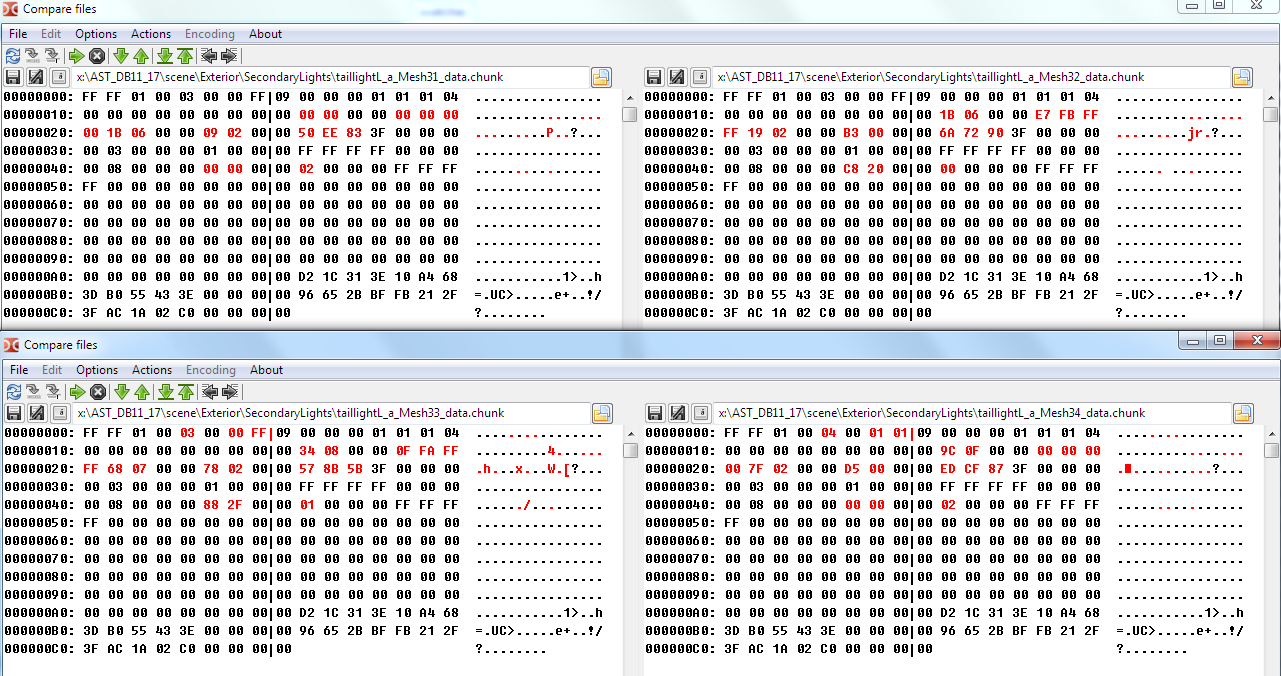 Compare files
File Edit Options Actions Encoding About
x:\AST_DB11_17\scene\Exterior\SecondaryLights\taillightL_a_Mesh31_data.chunk
00000000: FF FF 01 00 03 00 00 FF|09 00 00 00 01 01 01 04 ................
00000010: 00 00 00 00 00 00 00 00|00 00 00 00 00 00 00 00 ................
00000020: 00 1B 06 00 00 09 02 00|00 50 EE 83 3F 00 00 00 .........P..?...
00000030: 00 03 00 00 00 01 00 00|00 FF FF FF FF 00 00 00 ................
00000040: 00 08 00 00 00 00 00 00|00 02 00 00 00 FF FF FF ................
00000050: FF 00 00 00 00 00 00 00|00 00 00 00 00 00 00 00 ................
00000060: 00 00 00 00 00 00 00 00|00 00 00 00 00 00 00 00 ................
00000070: 00 00 00 00 00 00 00 00|00 00 00 00 00 00 00 00 ................
00000080: 00 00 00 00 00 00 00 00|00 00 00 00 00 00 00 00 ................
00000090: 00 00 00 00 00 00 00 00|00 00 00 00 00 00 00 00 ................
000000A0: 00 00 00 00 00 00 00 00|00 D2 1C 31 3E 10 A4 68 ...........1>..h
000000B0: 3D B0 55 43 3E 00 00 00|00 96 65 2B BF FB 21 2F =.UC>.....e+..!/
000000C0: 3F AC 1A 02 C0 00 00 00|00 ?........
x:\AST_DB11_17\scene\Exterior\SecondaryLights\taillightL_a_Mesh32_data.chunk
00000000: FF FF 01 00 03 00 00 FF|09 00 00 00 01 01 01 04 ................
00000010: 00 00 00 00 00 00 00 00|00 1B 06 00 00 E7 FB FF ................
00000020: FF 19 02 00 00 B3 00 00|00 6A 72 90 3F 00 00 00 .........jr.?...
00000030: 00 03 00 00 00 01 00 00|00 FF FF FF FF 00 00 00 ................
00000040: 00 08 00 00 00 C8 20 00|00 00 00 00 00 FF FF FF ...... .........
00000050: FF 00 00 00 00 00 00 00|00 00 00 00 00 00 00 00 ................
00000060: 00 00 00 00 00 00 00 00|00 00 00 00 00 00 00 00 ................
00000070: 00 00 00 00 00 00 00 00|00 00 00 00 00 00 00 00 ................
00000080: 00 00 00 00 00 00 00 00|00 00 00 00 00 00 00 00 ................
00000090: 00 00 00 00 00 00 00 00|00 00 00 00 00 00 00 00 ................
000000A0: 00 00 00 00 00 00 00 00|00 D2 1C 31 3E 10 A4 68 ...........1>..h
000000B0: 3D B0 55 43 3E 00 00 00|00 96 65 2B BF FB 21 2F =.UC>.....e+..!/
000000C0: 3F AC 1A 02 C0 00 00 00|00 ?........
Compare files
File Edit Options Actions Encoding About
x:\AST_DB11_17\scene\Exterior\SecondaryLights\taillightL_a_Mesh33_data.chunk
00000000: FF FF 01 00 03 00 00 FF|09 00 00 00 01 01 01 04 ................
00000010: 00 00 00 00 00 00 00 00|00 34 08 00 00 0F FA FF .........4......
00000020: FF 68 07 00 00 78 02 00|00 57 8B 5B 3F 00 00 00 .h...x...W.[?...
00000030: 00 03 00 00 00 01 00 00|00 FF FF FF FF 00 00 00 ................
00000040: 00 08 00 00 00 88 2F 00|00 01 00 00 00 FF FF FF ....../.........
00000050: FF 00 00 00 00 00 00 00|00 00 00 00 00 00 00 00 ................
00000060: 00 00 00 00 00 00 00 00|00 00 00 00 00 00 00 00 ................
00000070: 00 00 00 00 00 00 00 00|00 00 00 00 00 00 00 00 ................
00000080: 00 00 00 00 00 00 00 00|00 00 00 00 00 00 00 00 ................
00000090: 00 00 00 00 00 00 00 00|00 00 00 00 00 00 00 00 ................
000000A0: 00 00 00 00 00 00 00 00|00 D2 1C 31 3E 10 A4 68 ...........1>..h
000000B0: 3D B0 55 43 3E 00 00 00|00 96 65 2B BF FB 21 2F =.UC>.....e+..!/
000000C0: 3F AC 1A 02 C0 00 00 00|00 ?........
x:\AST_DB11_17\scene\Exterior\SecondaryLights\taillightL_a_Mesh34_data.chunk
00000000: FF FF 01 00 04 00 01 01|09 00 00 00 01 01 01 04 ................
00000010: 00 00 00 00 00 00 00 00|00 9C 0F 00 00 00 00 00 ................
00000020: 00 7F 02 00 00 D5 00 00|00 ED CF 87 3F 00 00 00 .■..........?...
00000030: 00 03 00 00 00 01 00 00|00 FF FF FF FF 00 00 00 ................
00000040: 00 08 00 00 00 00 00 00|00 02 00 00 00 FF FF FF ................
00000050: FF 00 00 00 00 00 00 00|00 00 00 00 00 00 00 00 ................
00000060: 00 00 00 00 00 00 00 00|00 00 00 00 00 00 00 00 ................
00000070: 00 00 00 00 00 00 00 00|00 00 00 00 00 00 00 00 ................
00000080: 00 00 00 00 00 00 00 00|00 00 00 00 00 00 00 00 ................
00000090: 00 00 00 00 00 00 00 00|00 00 00 00 00 00 00 00 ................
000000A0: 00 00 00 00 00 00 00 00|00 D2 1C 31 3E 10 A4 68 ...........1>..h
000000B0: 3D B0 55 43 3E 00 00 00|00 96 65 2B BF FB 21 2F =.UC>.....e+..!/
000000C0: 3F AC 1A 02 C0 00 00 00|00 ?........